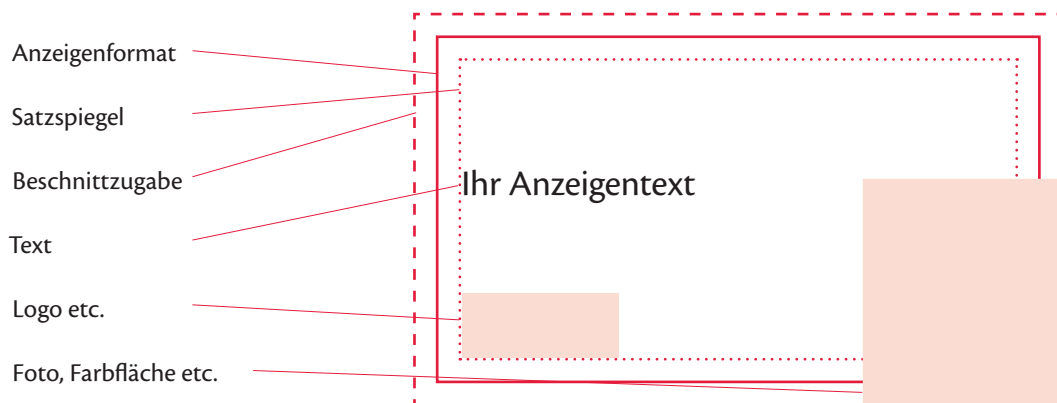 Anzeigenformat
Satzspiegel
Beschnittzugabe
Ihr Anzeigentext
Text
Logo etc.
Foto, Farbfläche etc.